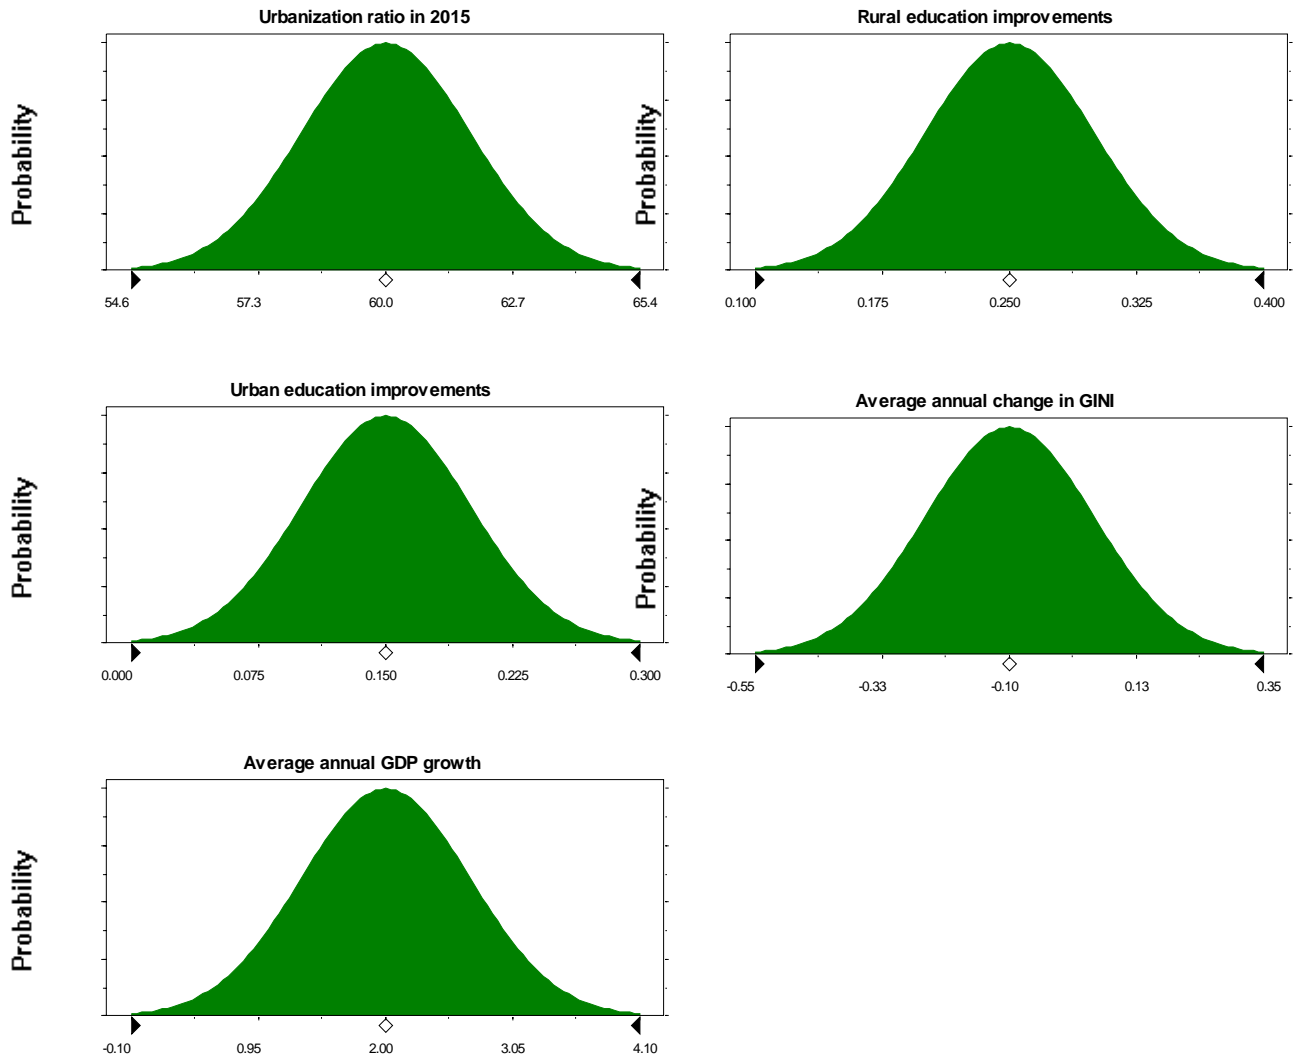 Urbanization ratio in 2015
Probability
54.6 57.3 60.0 62.7 65.4
Rural education improvements
Probability
0.100 0.175 0.250 0.325 0.400
Urban education improvements
Probability
0.000 0.075 0.150 0.225 0.300
Average annual change in GINI
Probability
-0.55 -0.33 -0.10 0.13 0.35
Average annual GDP growth
Probability
-0.10 0.95 2.00 3.05 4.10